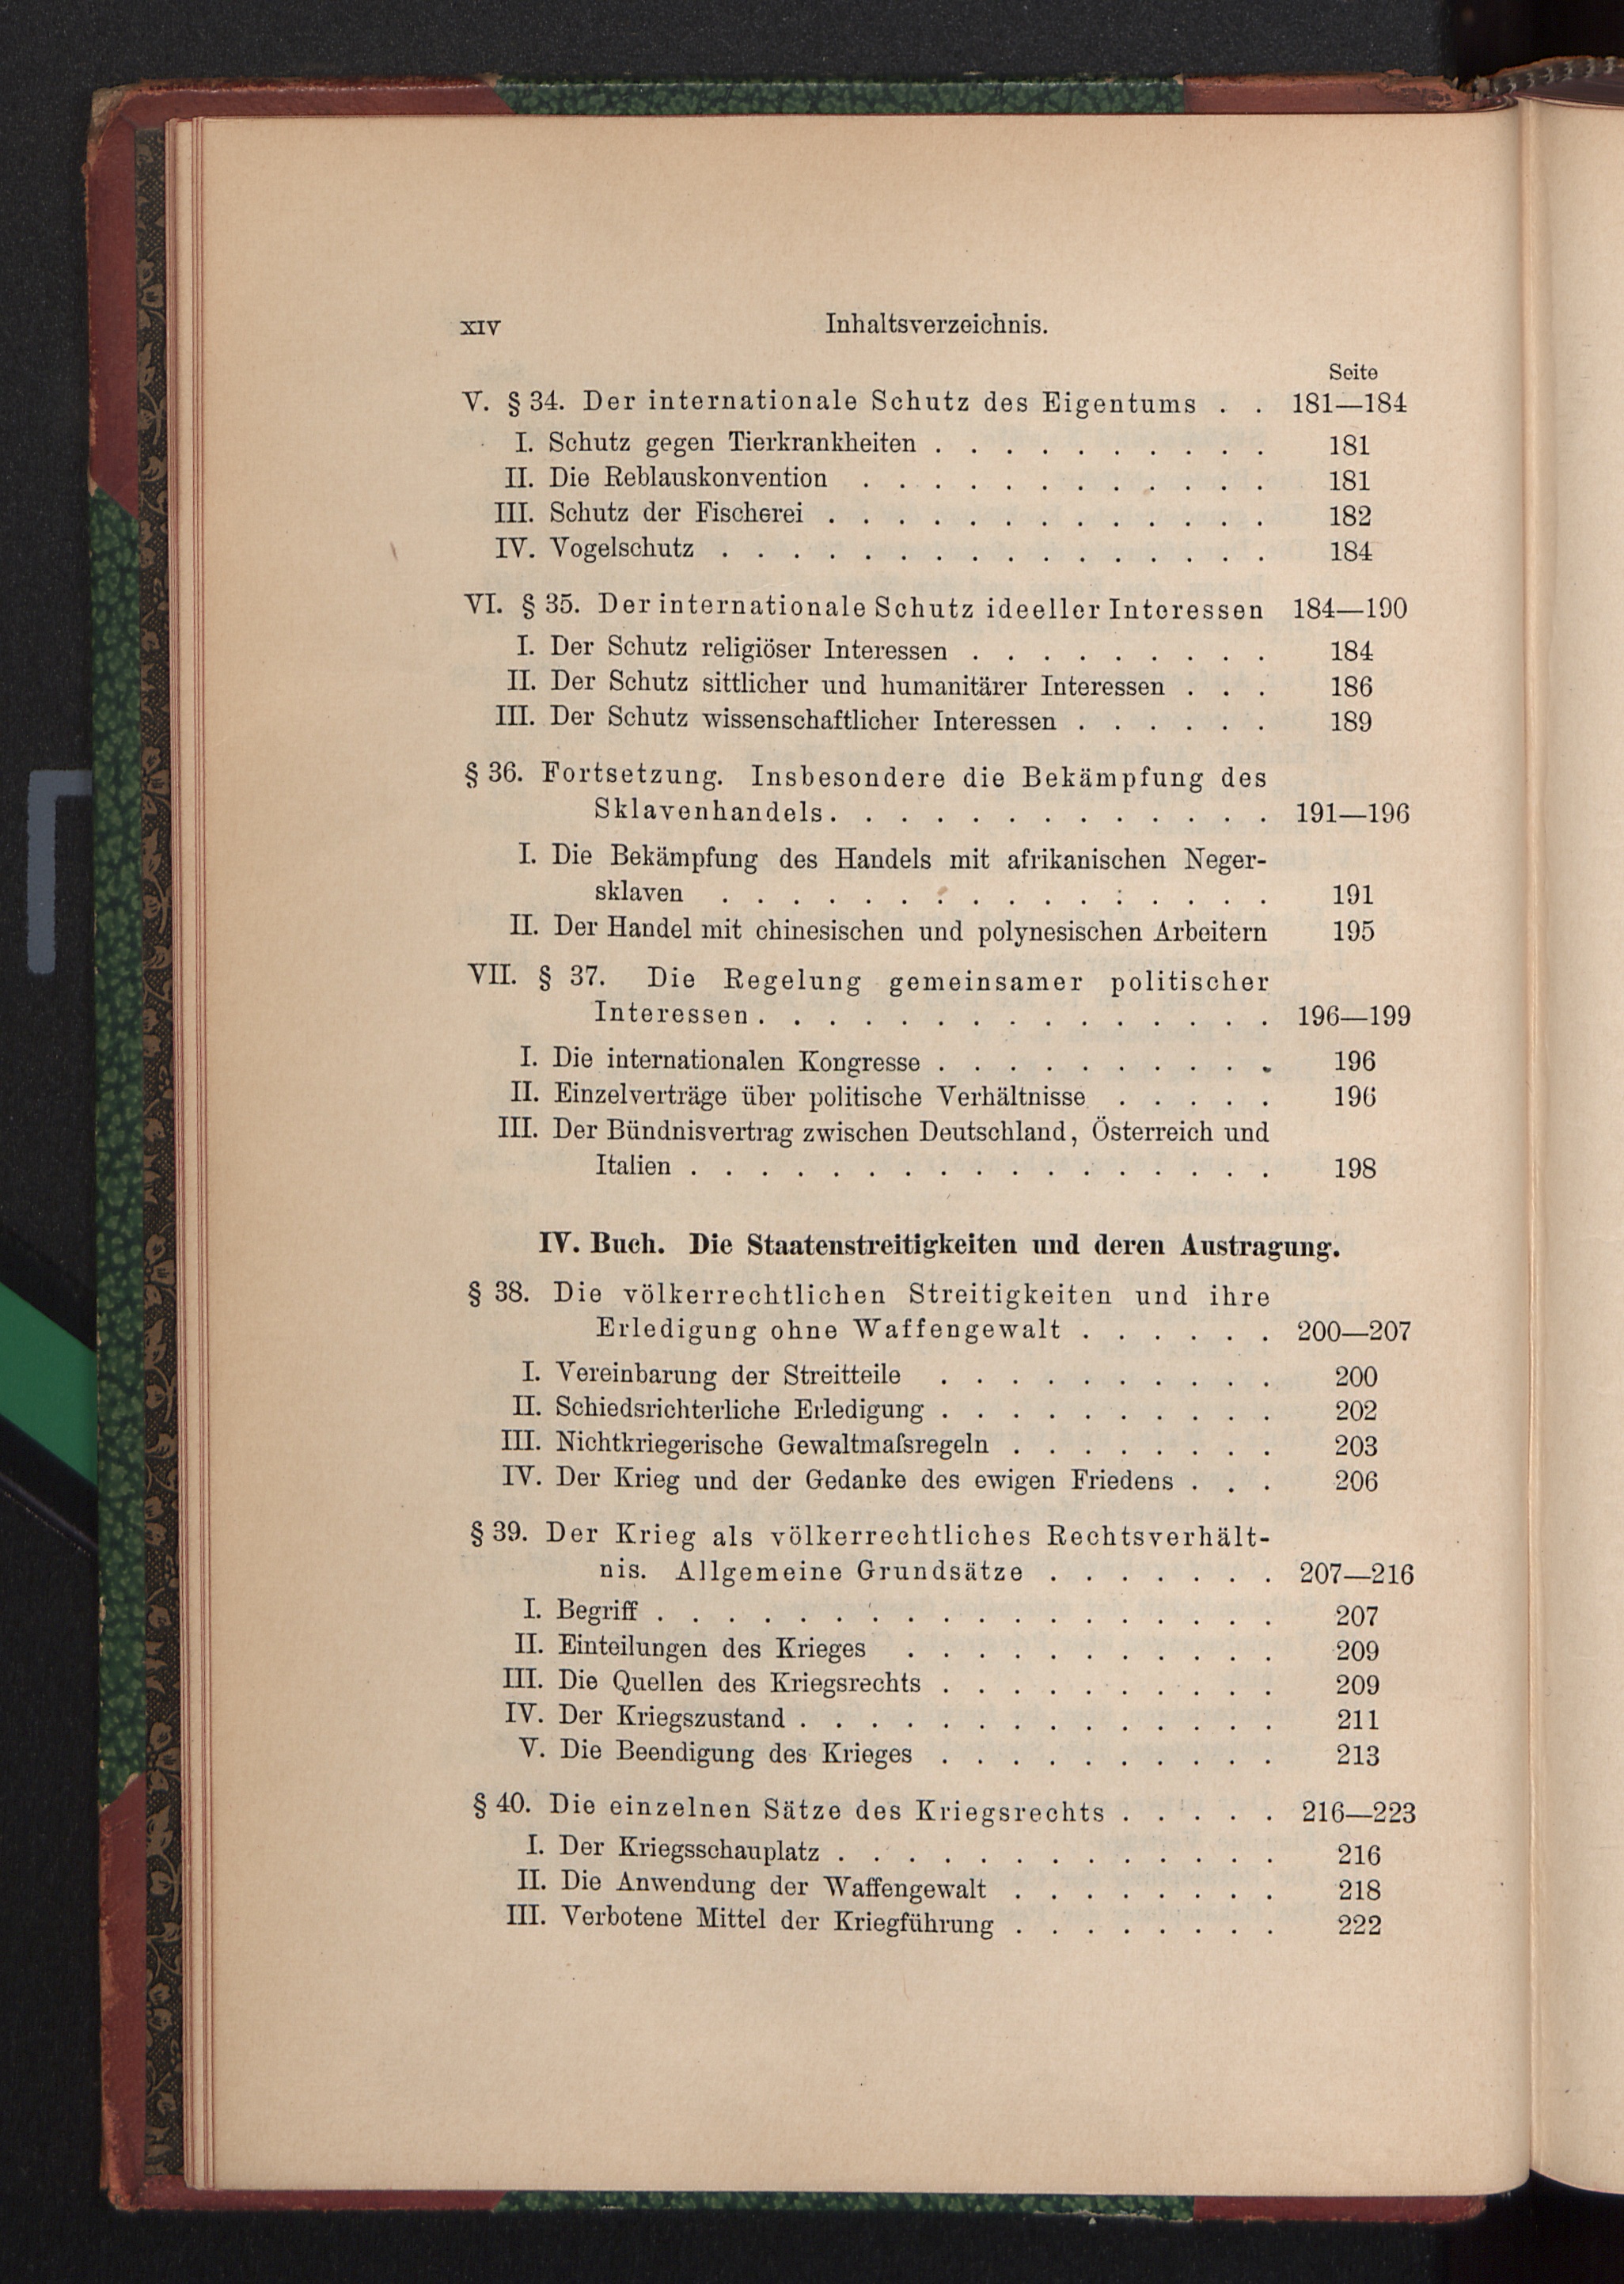 XIV Inhaltsverzeichnis.
Seite
V. § 34. Der internationale Schutz des Eigentums . . 181—184
I. Schutz gegen Tierkrankheiten . . . . . . . . . . 181
II. Die Reblauskonvention . . . . . . . . . . . . 181
III. Schutz der Fischerei . . . . . . . . . . . . . 182
IV. Vogelschutz . . . . . . . . . . . . . . . . 184
VI. § 35. Der internationale Schutz ideeller Interessen 184—190
I. Der Schutz religiöser Interessen . . . . . . . . . 184
II. Der Schutz sittlicher und humanitärer Interessen . . . 186
III. Der Schutz wissenschaftlicher Interessen . . . . . . 189
§ 36. Fortsetzung. Insbesondere die Bekämpfung des
Sklavenhandels. . . . . . . . . . . . . 191—196
I. Die Bekämpfung des Handels mit afrikanischen Neger-
sklaven . . . . . . . . . . . . . . . . 191
II. Der Handel mit chinesischen und polynesischen Arbeitern 195
VII. § 37. Die Regelung gemeinsamer politischer
Interessen. . . . . . . . . . . . . . . 196—199
I. Die internationalen Kongresse . . . . . . . . . . 196
II. Einzelverträge über politische Verhältnisse . . . . . 196
III. Der Bündnisvertrag zwischen Deutschland, Österreich und
Italien . . . . . . . . . . . . . . . . . 198
IV. Buch. Die Staatenstreitigkeiten und deren Austragung.
§ 38. Die völkerrechtlichen Streitigkeiten und ihre
Erledigung ohne Waffengewalt . . . . . . 200—207
I. Vereinbarung der Streitteile . . . . . . . . . . 200
II. Schiedsrichterliche Erledigung . . . . . . . . . . 202
III. Nichtkriegerische Gewaltmaſsregeln . . . . . . . . 203
IV. Der Krieg und der Gedanke des ewigen Friedens . . . 206
§ 39. Der Krieg als völkerrechtliches Rechtsverhält-
nis. Allgemeine Grundsätze . . . . . . . 207—216
I. Begriff . . . . . . . . . . . . . . . . . . 207
II. Einteilungen des Krieges . . . . . . . . . . . 209
III. Die Quellen des Kriegsrechts . . . . . . . . . . 209
IV. Der Kriegszustand . . . . . . . . . . . . . . 211
V. Die Beendigung des Krieges . . . . . . . . . . 213
§ 40. Die einzelnen Sätze des Kriegsrechts . . . . . 216—223
I. Der Kriegsschauplatz . . . . . . . . . . . . . 216
II. Die Anwendung der Waffengewalt . . . . . . . . 218
III. Verbotene Mittel der Kriegführung . . . . . . . . 222